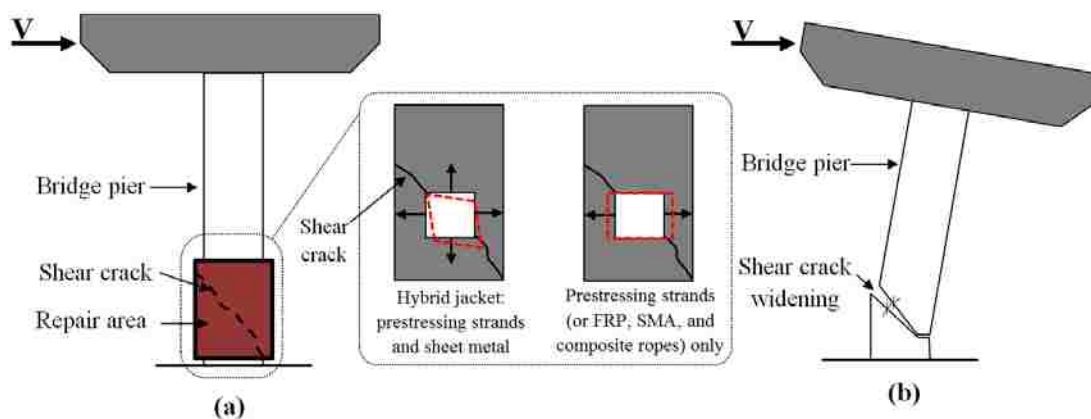 V
Bridge pier
Shear crack
Repair area
(a)
Shear
crack
Hybrid jacket:
prestressing strands
and sheet metal
Prestressing strands
(or FRP, SMA, and
composite ropes) only
V
Bridge pier
Shear crack
widening
(b)